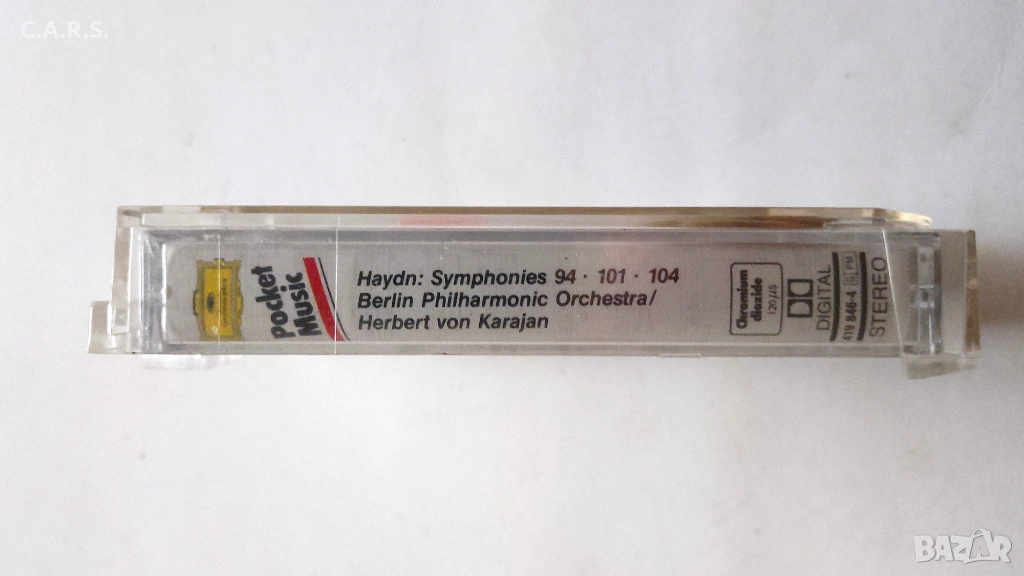 C.A.R.S.
Pocket
Music
Haydn: Symphonies 94 · 101 · 104
Berlin Philharmonic Orchestra/
Herbert von Karajan
Chromium
dioxide
120 µS
DIGITAL
419 846-4 G PM
STEREO
BAZAR